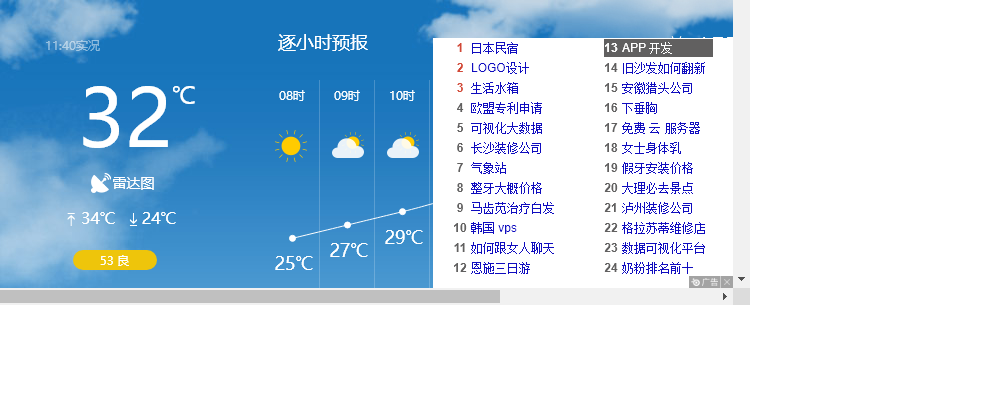 11:40实况
逐小时预报
32℃
雷达图
34℃ 24℃
53 良
08时 09时 10时
25℃ 27℃ 29℃
1 日本民宿
2 LOGO设计
3 生活水箱
4 欧盟专利申请
5 可视化大数据
6 长沙装修公司
7 气象站
8 整牙大概价格
9 马齿苋治疗白发
10 韩国 vps
11 如何跟女人聊天
12 恩施三日游
13 APP 开发
14 旧沙发如何翻新
15 安徽猎头公司
16 下垂胸
17 免费 云 服务器
18 女士身体乳
19 假牙安装价格
20 大理必去景点
21 泸州装修公司
22 格拉苏蒂维修店
23 数据可视化平台
24 奶粉排名前十
广告